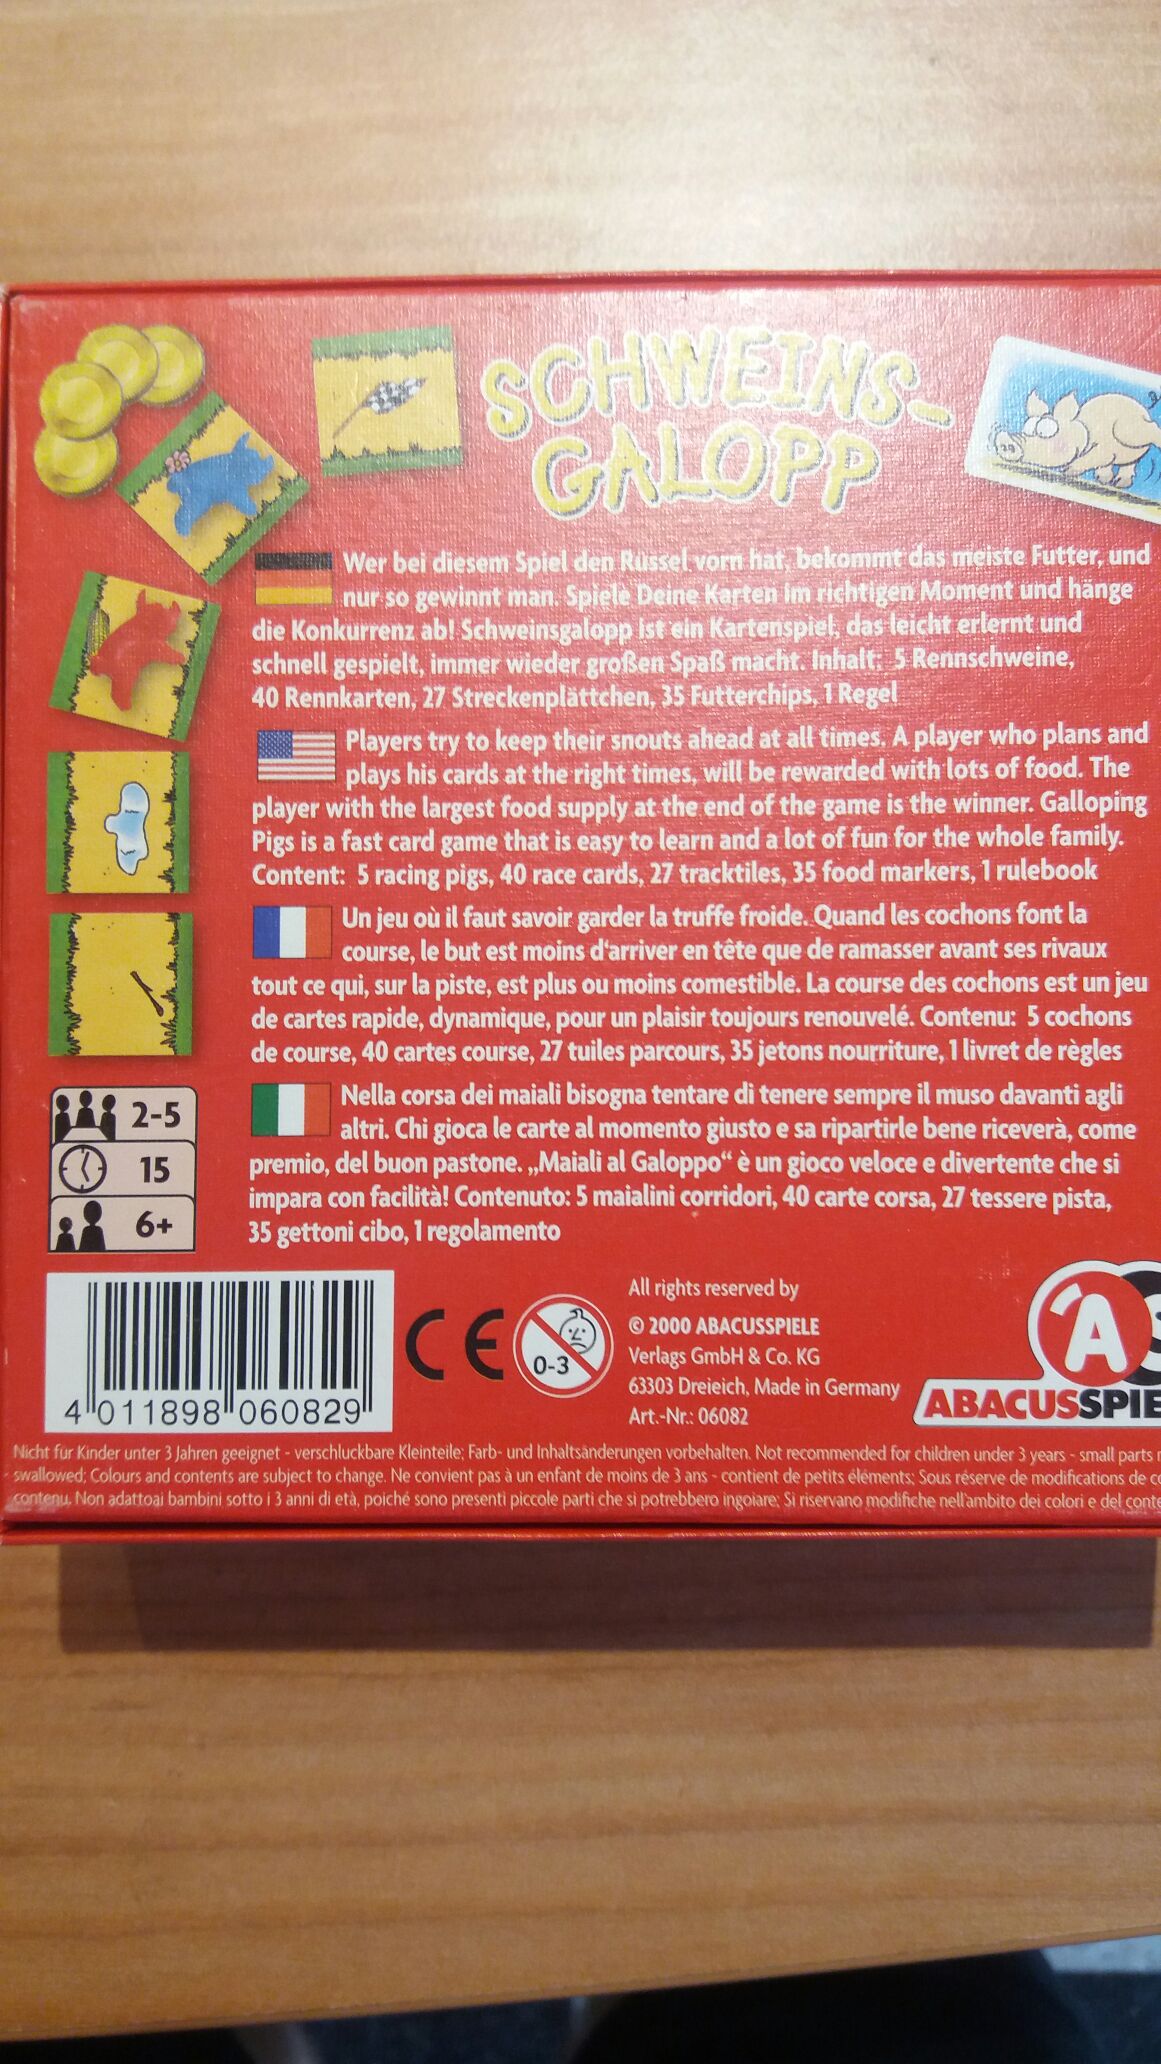 SCHWEINS-
GALOPP
Wer bei diesem Spiel den Rüssel vorn hat, bekommt das meiste Futter, und
nur so gewinnt man. Spiele Deine Karten im richtigen Moment und hänge
die Konkurrenz ab! Schweinsgalopp ist ein Kartenspiel, das leicht erlernt und
schnell gespielt, immer wieder großen Spaß macht. Inhalt: 5 Rennschweine,
40 Rennkarten, 27 Streckenplättchen, 35 Futterchips, 1 Regel
Players try to keep their snouts ahead at all times. A player who plans and
plays his cards at the right times, will be rewarded with lots of food. The
player with the largest food supply at the end of the game is the winner. Galloping
Pigs is a fast card game that is easy to learn and a lot of fun for the whole family.
Content: 5 racing pigs, 40 race cards, 27 tracktiles, 35 food markers, 1 rulebook
Un jeu où il faut savoir garder la truffe froide. Quand les cochons font la
course, le but est moins d'arriver en tête que de ramasser avant ses rivaux
tout ce qui, sur la piste, est plus ou moins comestible. La course des cochons est un jeu
de cartes rapide, dynamique, pour un plaisir toujours renouvelé. Contenu: 5 cochons
de course, 40 cartes course, 27 tuiles parcours, 35 jetons nourriture, 1 livret de règles
Nella corsa dei maiali bisogna tentare di tenere sempre il muso davanti agli
altri. Chi gioca le carte al momento giusto e sa ripartirle bene riceverà, come
premio, del buon pastone. „Maiali al Galoppo“ è un gioco veloce e divertente che si
impara con facilità! Contenuto: 5 maialini corridori, 40 carte corsa, 27 tessere pista,
35 gettoni cibo, 1 regolamento
2-5
15
6+
4 011898 060829
CE
0-3
All rights reserved by
© 2000 ABACUSSPIELE
Verlags GmbH & Co. KG
63303 Dreieich, Made in Germany
Art.-Nr.: 06082
A
ABACUSSPIE
Nicht für Kinder unter 3 Jahren geeignet - verschluckbare Kleinteile; Farb- und Inhaltsänderungen vorbehalten. Not recommended for children under 3 years - small parts
swallowed; Colours and contents are subject to change. Ne convient pas à un enfant de moins de 3 ans - contient de petits éléments; Sous réserve de modifications de
contenu. Non adattoai bambini sotto i 3 anni di età, poiché sono presenti piccole parti che si potrebbero ingoiare; Si riservano modifiche nell'ambito dei colori e del